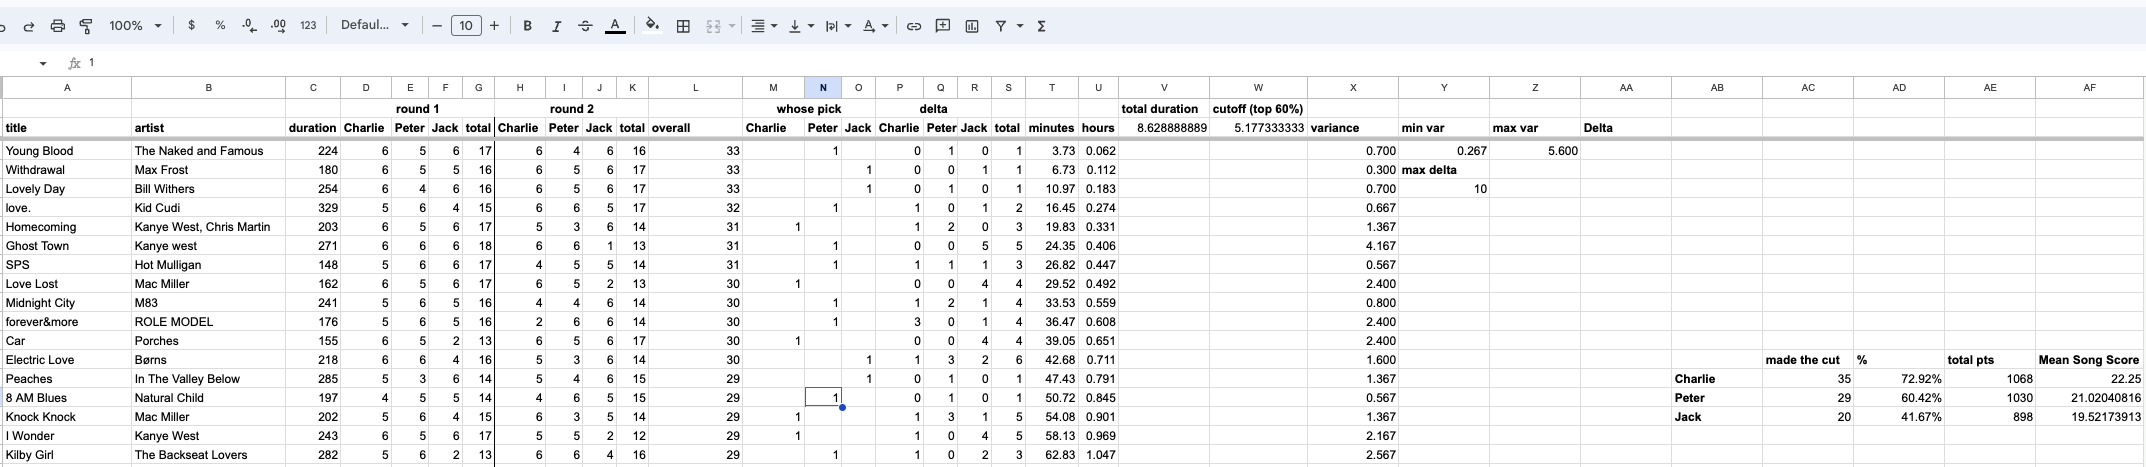 100% $ % .0 .00 123 Defaul... − 10 + B I S A Σ
fx 1
A B C D E F G H I J K L M N O P Q R S T U V W X Y Z AA AB AC AD AE AF
round 1 round 2 whose pick delta total duration cutoff (top 60%)
title artist duration Charlie Peter Jack total Charlie Peter Jack total overall Charlie Peter Jack Charlie Peter Jack total minutes hours 8.628888889 5.177333333 variance min var max var Delta
Young Blood The Naked and Famous 224 6 5 6 17 6 4 6 16 33 1 0 1 0 1 3.73 0.062 0.700 0.267 5.600
Withdrawal Max Frost 180 6 5 5 16 6 5 6 17 33 1 0 0 1 1 6.73 0.112 0.300 max delta
Lovely Day Bill Withers 254 6 4 6 16 6 5 6 17 33 1 0 1 0 1 10.97 0.183 0.700 10
love. Kid Cudi 329 5 6 4 15 6 6 5 17 32 1 1 0 1 2 16.45 0.274 0.667
Homecoming Kanye West, Chris Martin 203 6 5 6 17 5 3 6 14 31 1 1 2 0 3 19.83 0.331 1.367
Ghost Town Kanye west 271 6 6 6 18 6 6 1 13 31 1 0 0 5 5 24.35 0.406 4.167
SPS Hot Mulligan 148 5 6 6 17 4 5 5 14 31 1 1 1 1 3 26.82 0.447 0.567
Love Lost Mac Miller 162 6 5 6 17 6 5 2 13 30 1 0 0 4 4 29.52 0.492 2.400
Midnight City M83 241 5 6 5 16 4 4 6 14 30 1 1 2 1 4 33.53 0.559 0.800
forever&more ROLE MODEL 176 5 6 5 16 2 6 6 14 30 1 3 0 1 4 36.47 0.608 2.400
Car Porches 155 6 5 2 13 6 5 6 17 30 1 0 0 4 4 39.05 0.651 2.400
Electric Love Børns 218 6 6 4 16 5 3 6 14 30 1 1 3 2 6 42.68 0.711 1.600 made the cut % total pts Mean Song Score
Peaches In The Valley Below 285 5 3 6 14 5 4 6 15 29 1 0 1 0 1 47.43 0.791 1.367 Charlie 35 72.92% 1068 22.25
8 AM Blues Natural Child 197 4 5 5 14 4 6 5 15 29 1 0 1 0 1 50.72 0.845 0.567 Peter 29 60.42% 1030 21.02040816
Knock Knock Mac Miller 202 5 6 4 15 6 3 5 14 29 1 1 3 1 5 54.08 0.901 1.367 Jack 20 41.67% 898 19.52173913
I Wonder Kanye West 243 6 5 6 17 5 5 2 12 29 1 1 0 4 5 58.13 0.969 2.167
Kilby Girl The Backseat Lovers 282 5 6 2 13 6 6 4 16 29 1 1 0 2 3 62.83 1.047 2.567